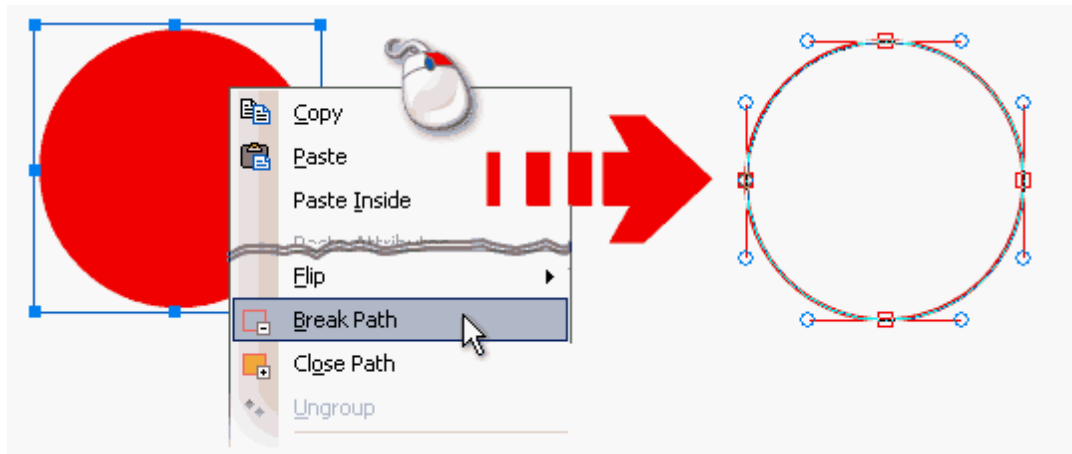 Copy
Paste
Paste Inside
Flip
Break Path
Close Path
Ungroup